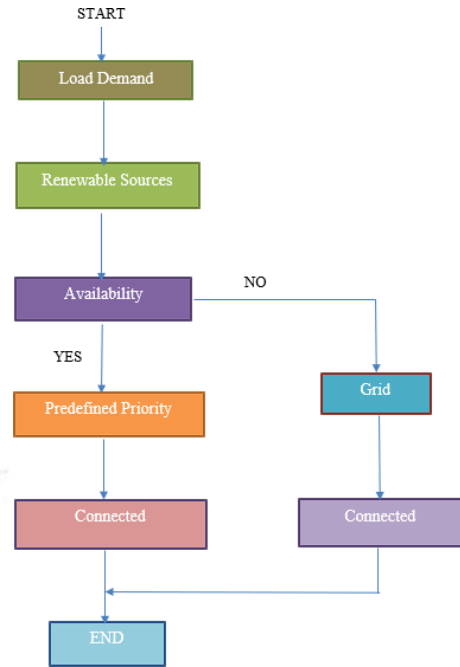 START
Load Demand
Renewable Sources
Availability
NO
YES
Grid
Predefined Priority
Connected
Connected
END